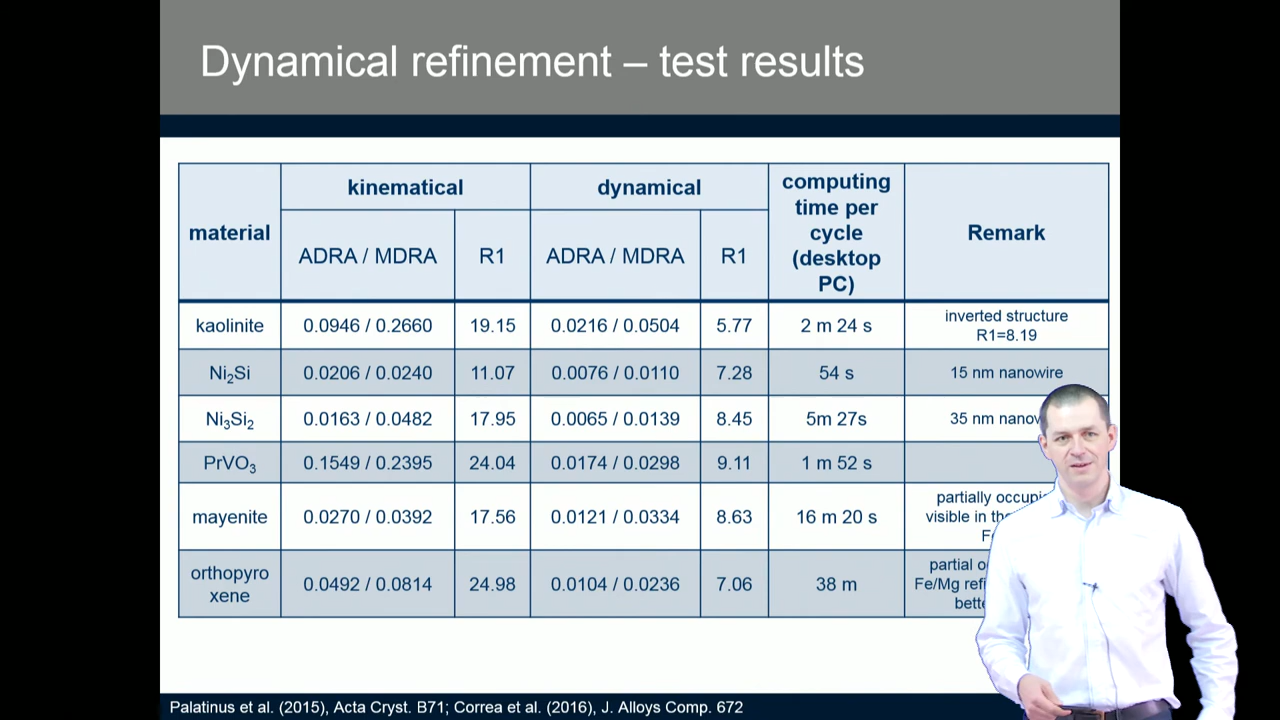 Dynamical refinement – test results
material
kinematical
dynamical
computing
time per
cycle
(desktop
PC)
Remark
ADRA / MDRA R1 ADRA / MDRA R1
kaolinite 0.0946 / 0.2660 19.15 0.0216 / 0.0504 5.77 2 m 24 s inverted structure
R1=8.19
Ni₂Si 0.0206 / 0.0240 11.07 0.0076 / 0.0110 7.28 54 s 15 nm nanowire
Ni₃Si₂ 0.0163 / 0.0482 17.95 0.0065 / 0.0139 8.45 5m 27s 35 nm
PrVO₃ 0.1549 / 0.2395 24.04 0.0174 / 0.0298 9.11 1 m 52 s
mayenite 0.0270 / 0.0392 17.56 0.0121 / 0.0334 8.63 16 m 20 s partially
visible in
orthopyro
xene
0.0492 / 0.0814 24.98 0.0104 / 0.0236 7.06 38 m partial
Fe/Mg
Palatinus et al. (2015), Acta Cryst. B71; Correa et al. (2016), J. Alloys Comp. 672